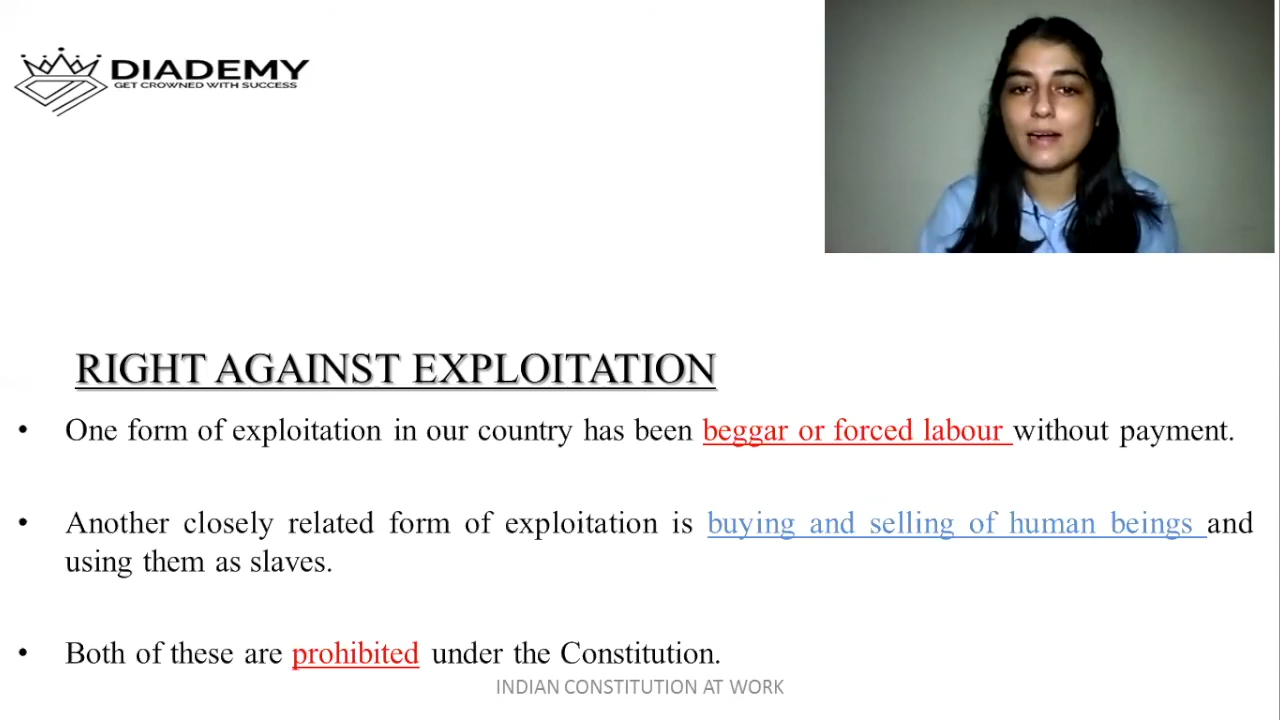 DIADEMY
GET CROWNED WITH SUCCESS
RIGHT AGAINST EXPLOITATION
• One form of exploitation in our country has been beggar or forced labour without payment.
• Another closely related form of exploitation is buying and selling of human beings and
using them as slaves.
• Both of these are prohibited under the Constitution.
INDIAN CONSTITUTION AT WORK